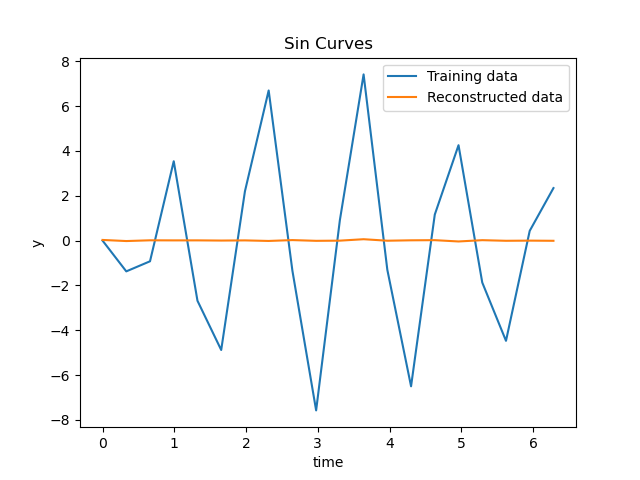 Sin Curves
Training data
Reconstructed data
y
8
6
4
2
0
−2
−4
−6
−8
0 1 2 3 4 5 6
time